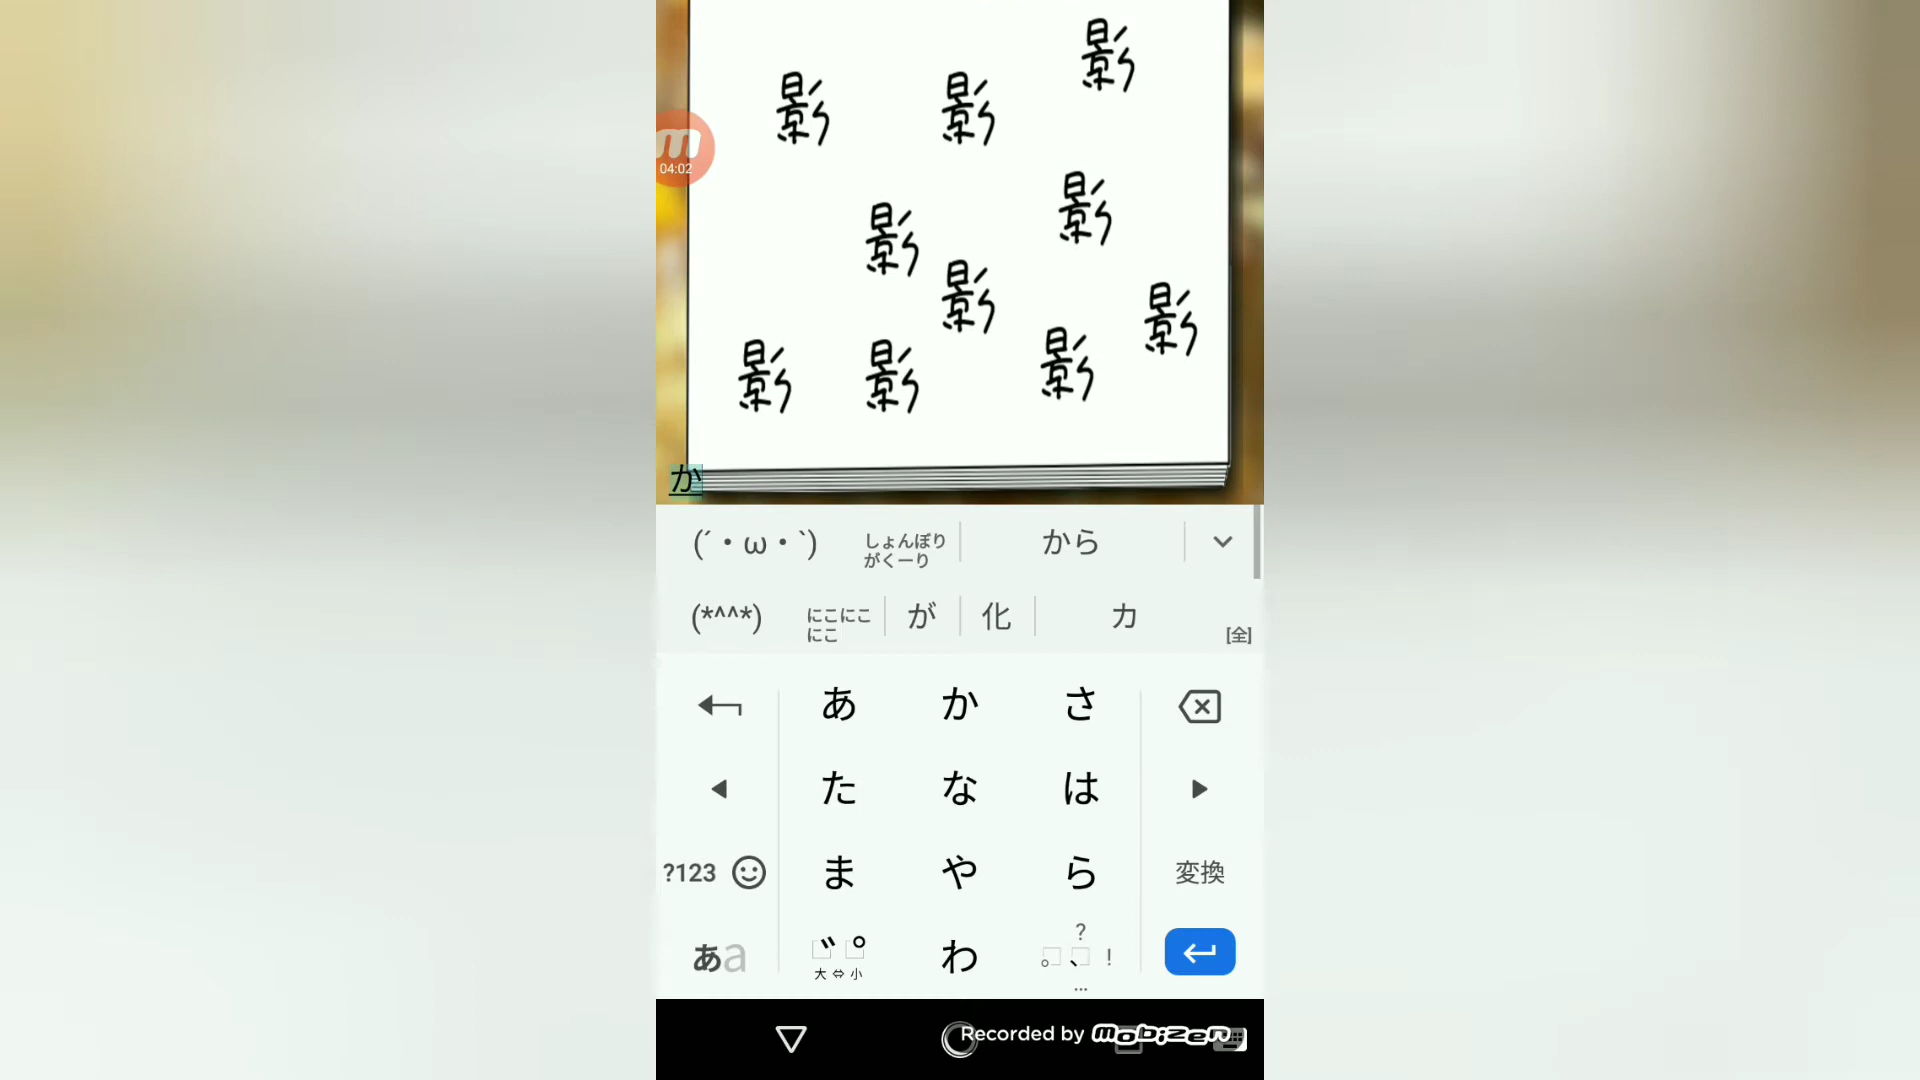 影
影 影
影
影
影
影
影 影 影
04:02
か
(´・ω・`) しょんぼり がくーり から
(*^^*) にこにこ にこ が 化 カ [全]
あ か さ
た な は
?123 ま や ら 変換
あa 大⇔小 わ 。、?! …
Recorded by mobizen